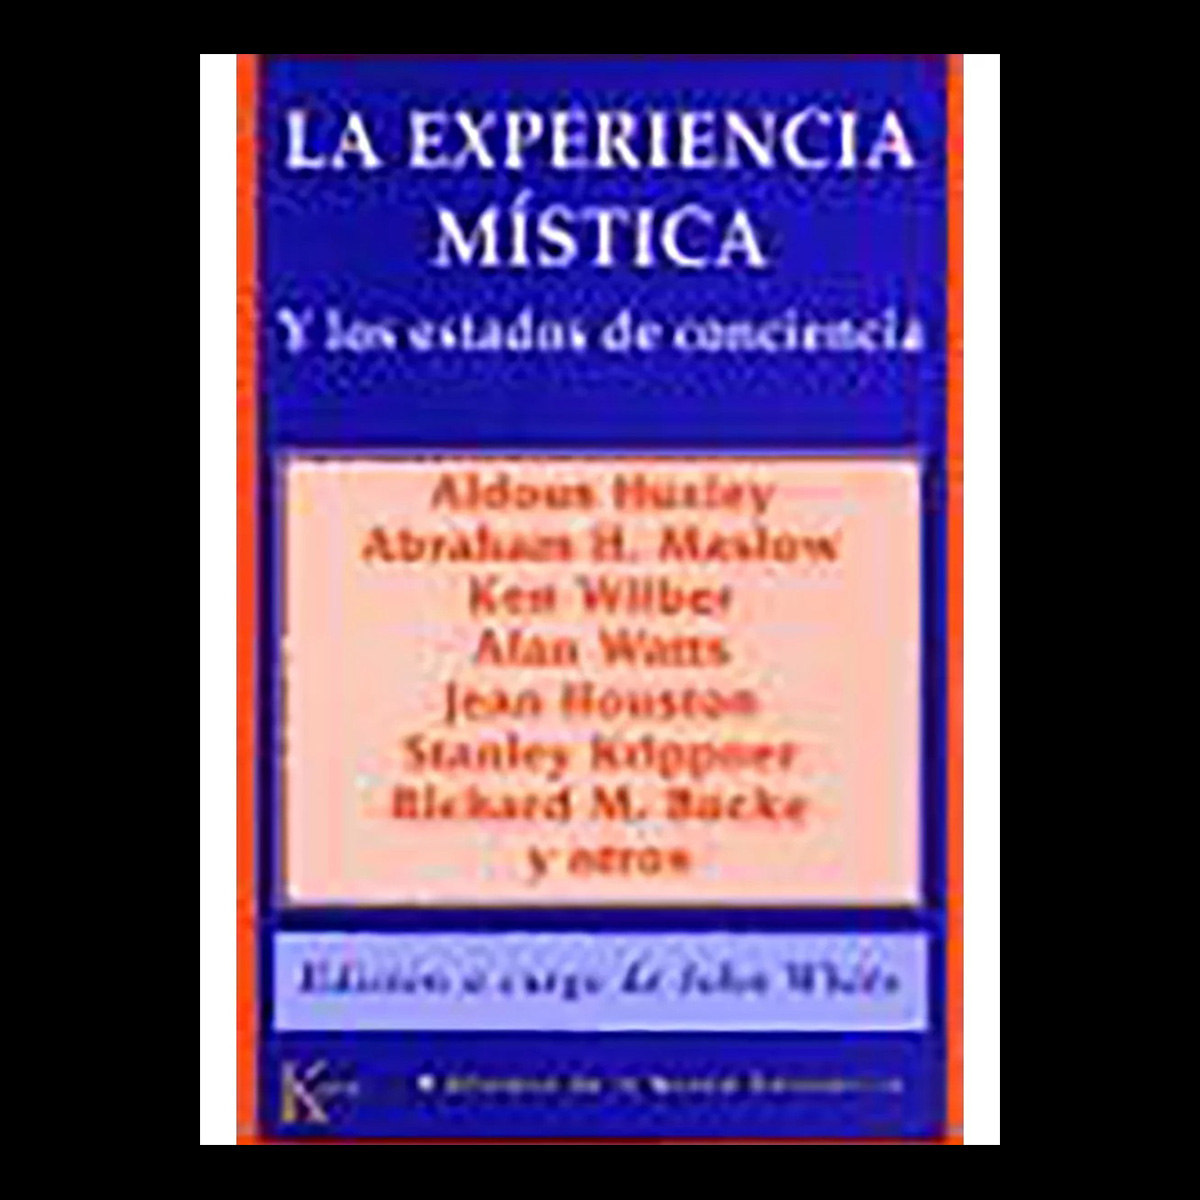 LA EXPERIENCIA
MÍSTICA
Y los estados de conciencia
Aldous Huxley
Abraham H. Maslow
Ken Wilber
Alan Watts
Jean Houston
Stanley Krippner
Richard M. Bucke
y otros
Edición a cargo de John White